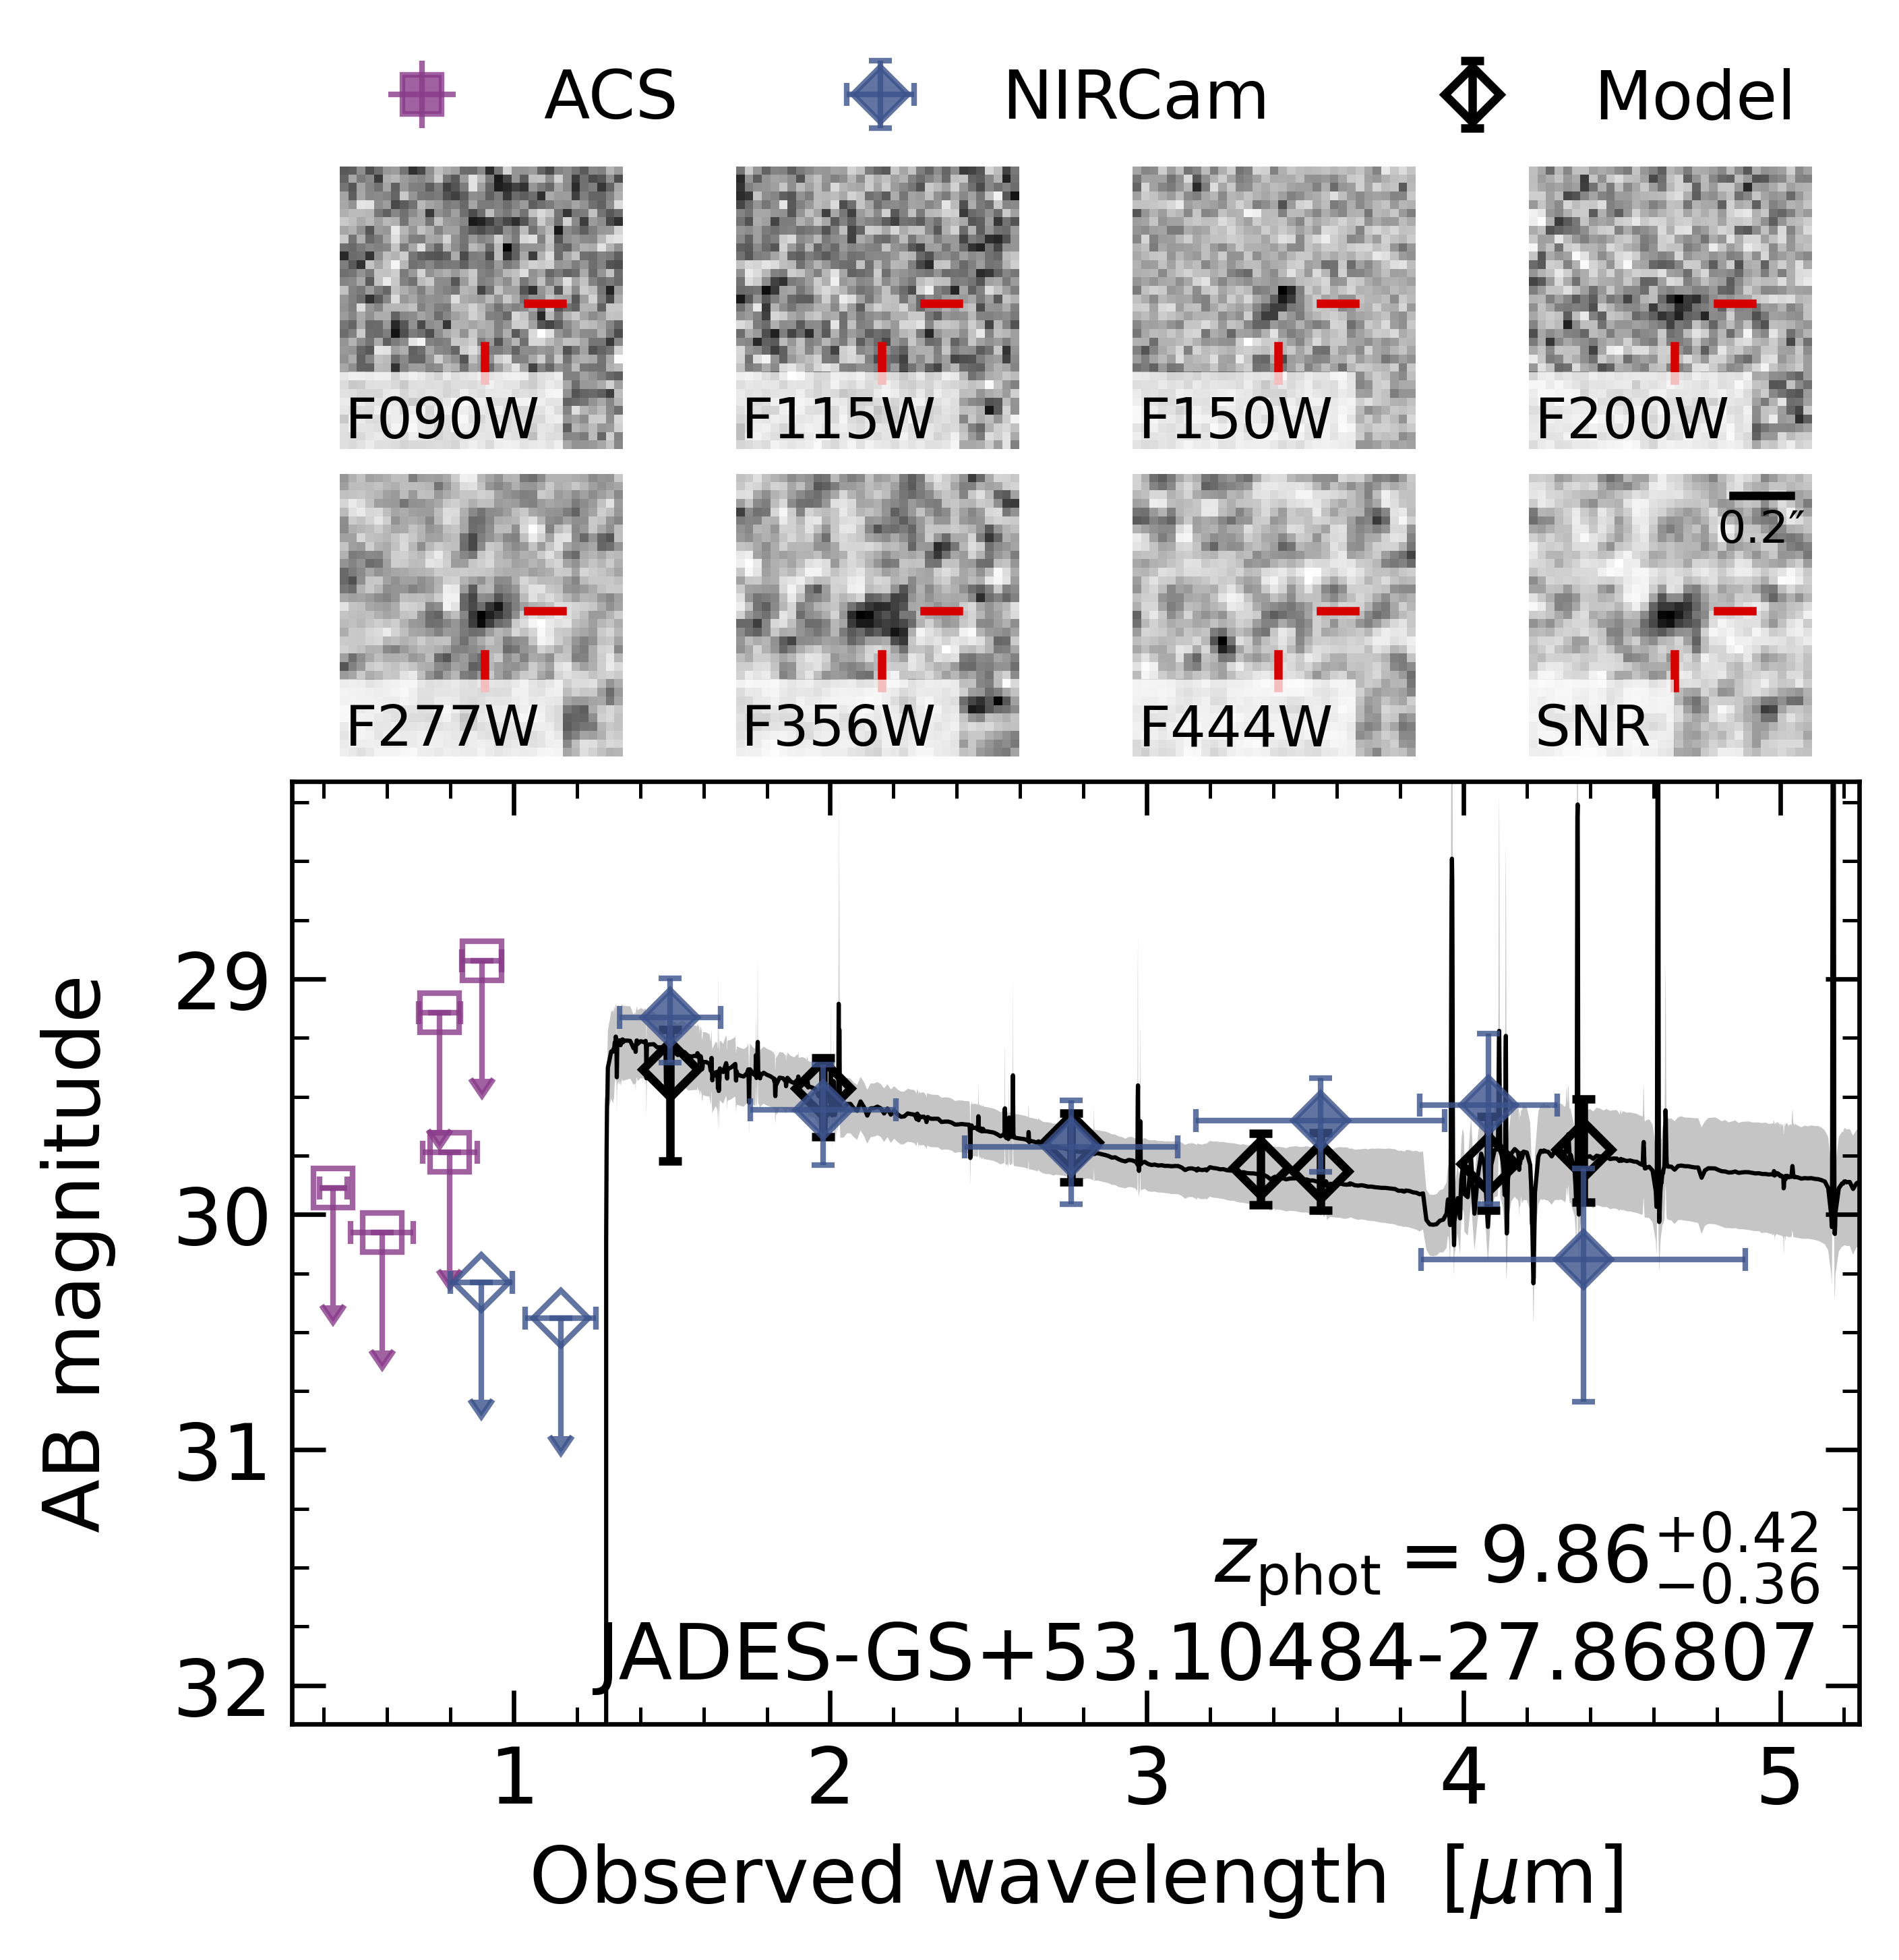 ACS NIRCam Model
F090W F115W F150W F200W
0.2″
F277W F356W F444W SNR
AB magnitude
29
30
31
32
z_phot = 9.86 +0.42 −0.36
JADES-GS+53.10484-27.86807
1 2 3 4 5
Observed wavelength [μm]